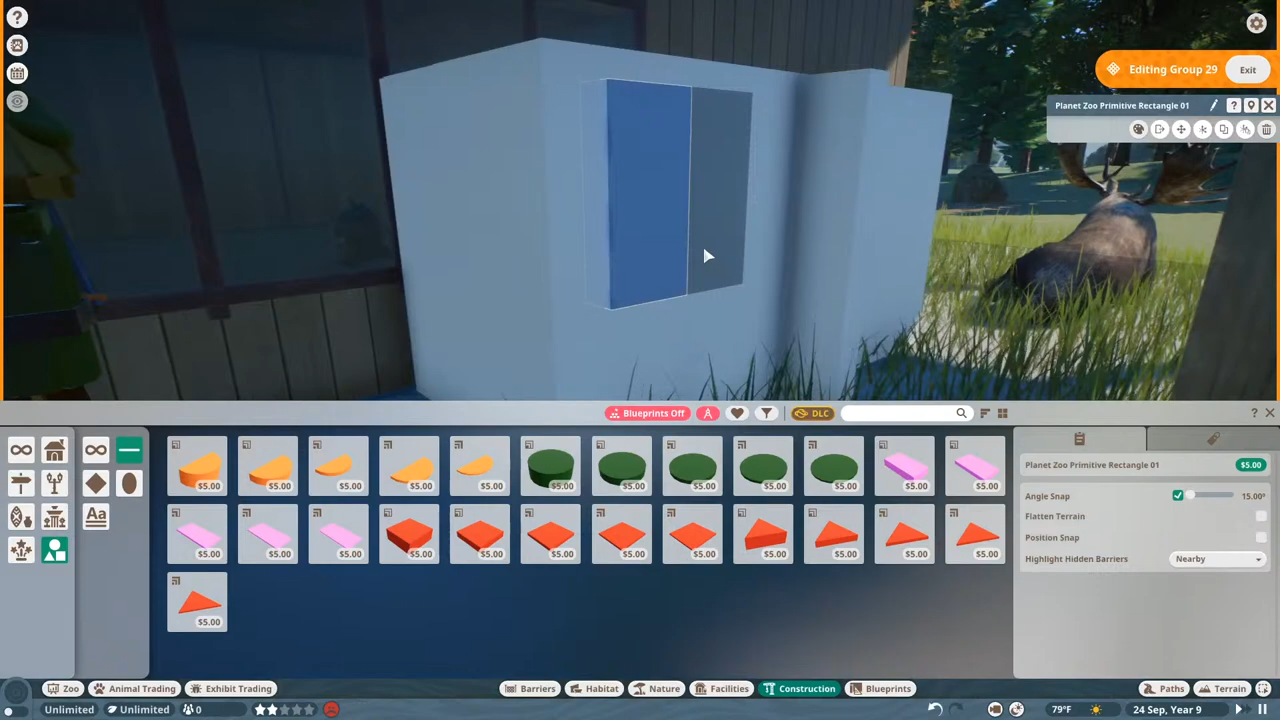 Editing Group 29
Exit
Planet Zoo Primitive Rectangle 01
?
Blueprints Off
DLC
?
$5.00 $5.00 $5.00 $5.00 $5.00 $5.00 $5.00 $5.00 $5.00 $5.00 $5.00 $5.00
$5.00 $5.00 $5.00 $5.00 $5.00 $5.00 $5.00 $5.00 $5.00 $5.00 $5.00 $5.00
$5.00
Aa
Planet Zoo Primitive Rectangle 01 $5.00
Angle Snap 15.00°
Flatten Terrain
Position Snap
Highlight Hidden Barriers Nearby
Zoo Animal Trading Exhibit Trading Barriers Habitat Nature Facilities Construction Blueprints Paths Terrain
Unlimited Unlimited 0 79°F 24 Sep, Year 9